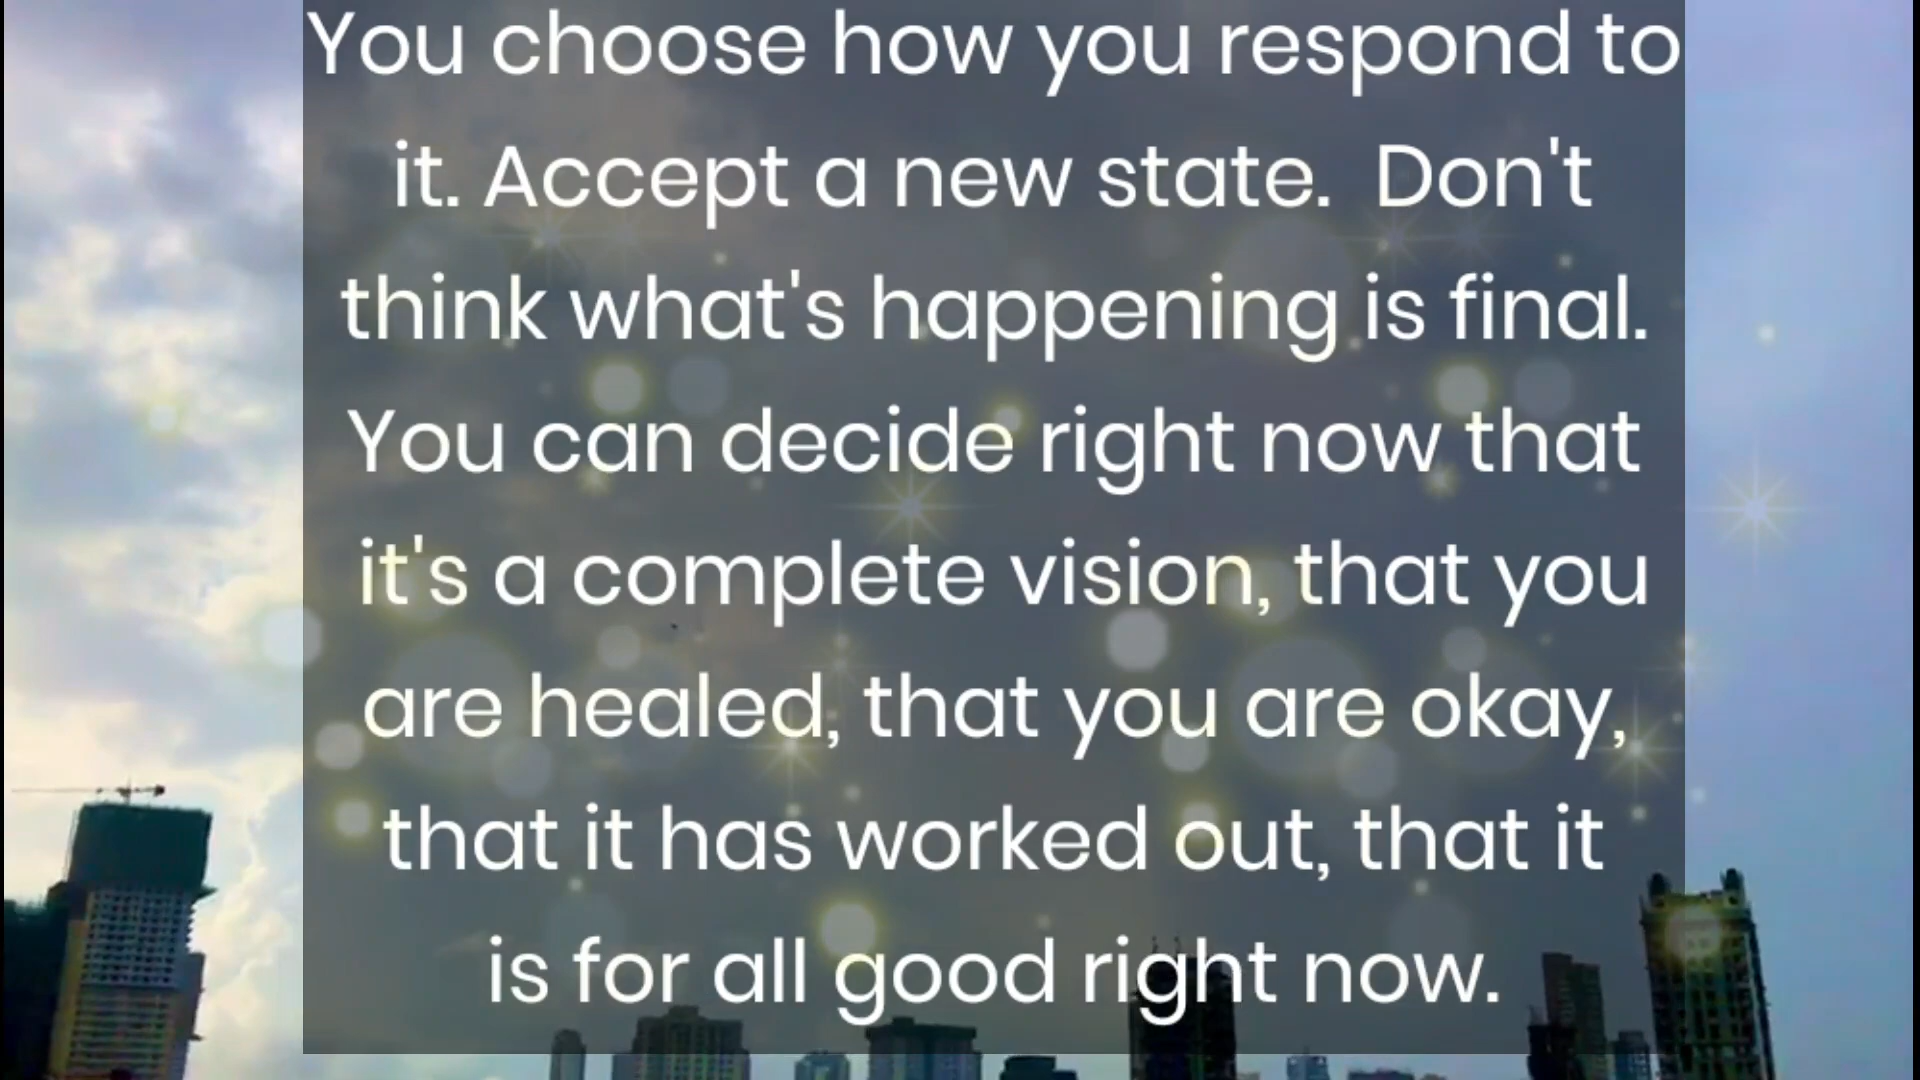 You choose how you respond to
it. Accept a new state.  Don't
think what's happening is final.
You can decide right now that
it's a complete vision, that you
are healed, that you are okay,
that it has worked out, that it
is for all good right now.